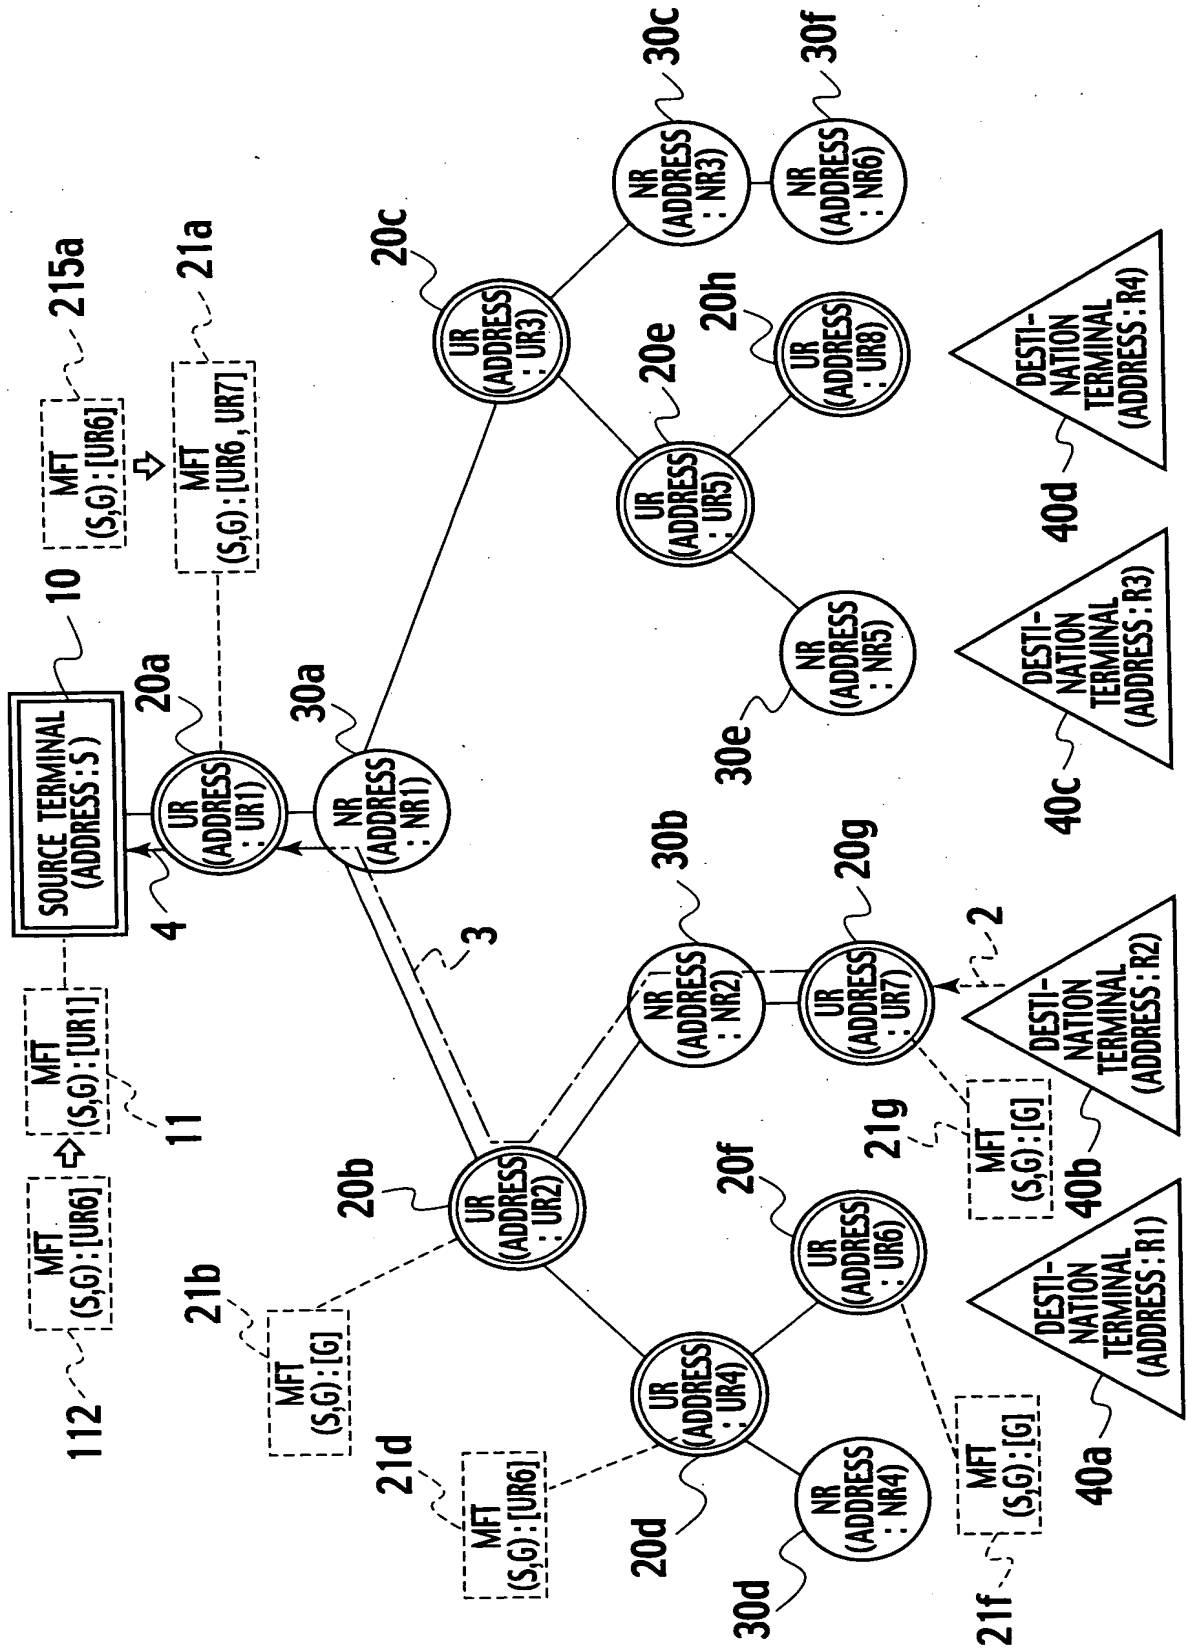 112
MFT
(S,G):[UR6]
MFT
(S,G):[UR1]
11
SOURCE TERMINAL
(ADDRESS:S)
10
MFT
(S,G):[UR6]
215a
MFT
(S,G):[UR6,UR7]
21a
4
UR
(ADDRESS
: UR1)
20a
NR
(ADDRESS
: NR1)
30a
3
21b
MFT
(S,G):[G]
20b
UR
(ADDRESS
: UR2)
UR
(ADDRESS
: UR3)
20c
21d
MFT
(S,G):[UR6]
UR
(ADDRESS
: UR4)
20d
NR
(ADDRESS
: NR2)
30b
UR
(ADDRESS
: UR5)
20e
NR
(ADDRESS
: NR3)
30c
NR
(ADDRESS
: NR4)
30d
UR
(ADDRESS
: UR6)
20f
UR
(ADDRESS
: UR7)
20g
NR
(ADDRESS
: NR5)
30e
UR
(ADDRESS
: UR8)
20h
NR
(ADDRESS
: NR6)
30f
21f
MFT
(S,G):[G]
21g
MFT
(S,G):[G]
2
DESTI-
NATION
TERMINAL
(ADDRESS:R1)
40a
DESTI-
NATION
TERMINAL
(ADDRESS:R2)
40b
DESTI-
NATION
TERMINAL
(ADDRESS:R3)
40c
DESTI-
NATION
TERMINAL
(ADDRESS:R4)
40d